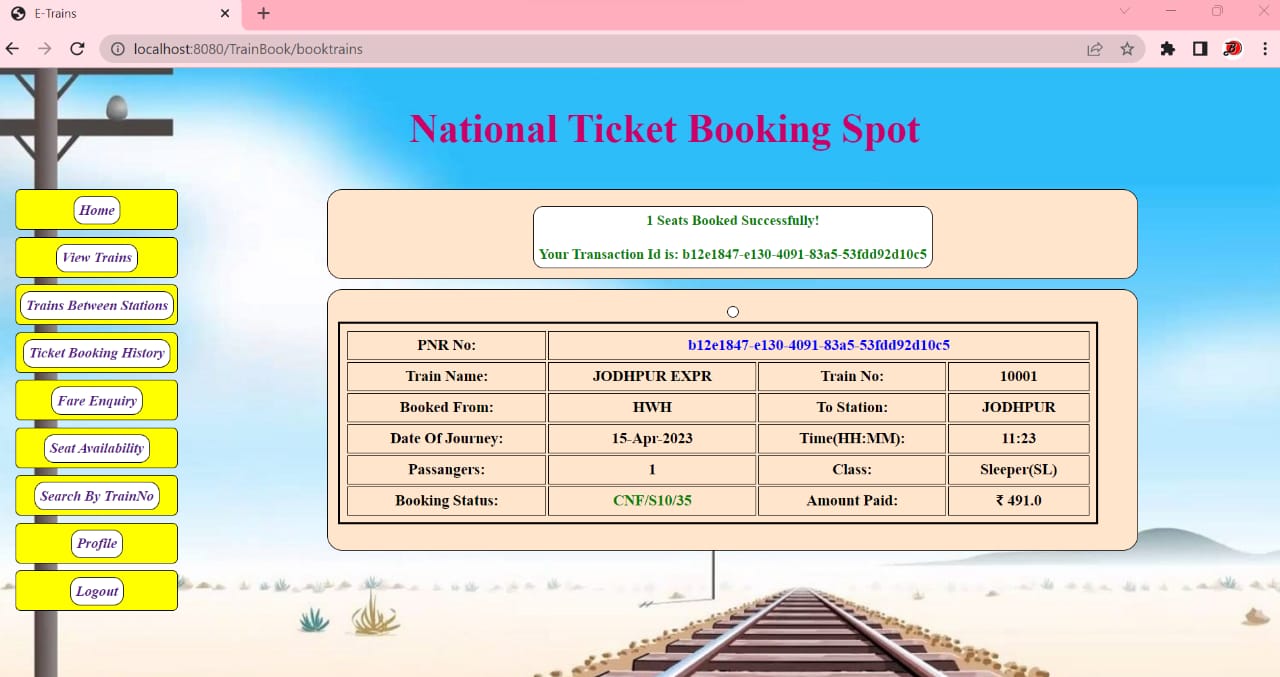 E-Trains
localhost:8080/TrainBook/booktrains
National Ticket Booking Spot
Home
View Trains
Trains Between Stations
Ticket Booking History
Fare Enquiry
Seat Availability
Search By TrainNo
Profile
Logout
1 Seats Booked Successfully!
Your Transaction Id is: b12e1847-e130-4091-83a5-53fdd92d10c5
PNR No: b12e1847-e130-4091-83a5-53fdd92d10c5
Train Name: JODHPUR EXPR Train No: 10001
Booked From: HWH To Station: JODHPUR
Date Of Journey: 15-Apr-2023 Time(HH:MM): 11:23
Passangers: 1 Class: Sleeper(SL)
Booking Status: CNF/S10/35 Amount Paid: ₹ 491.0